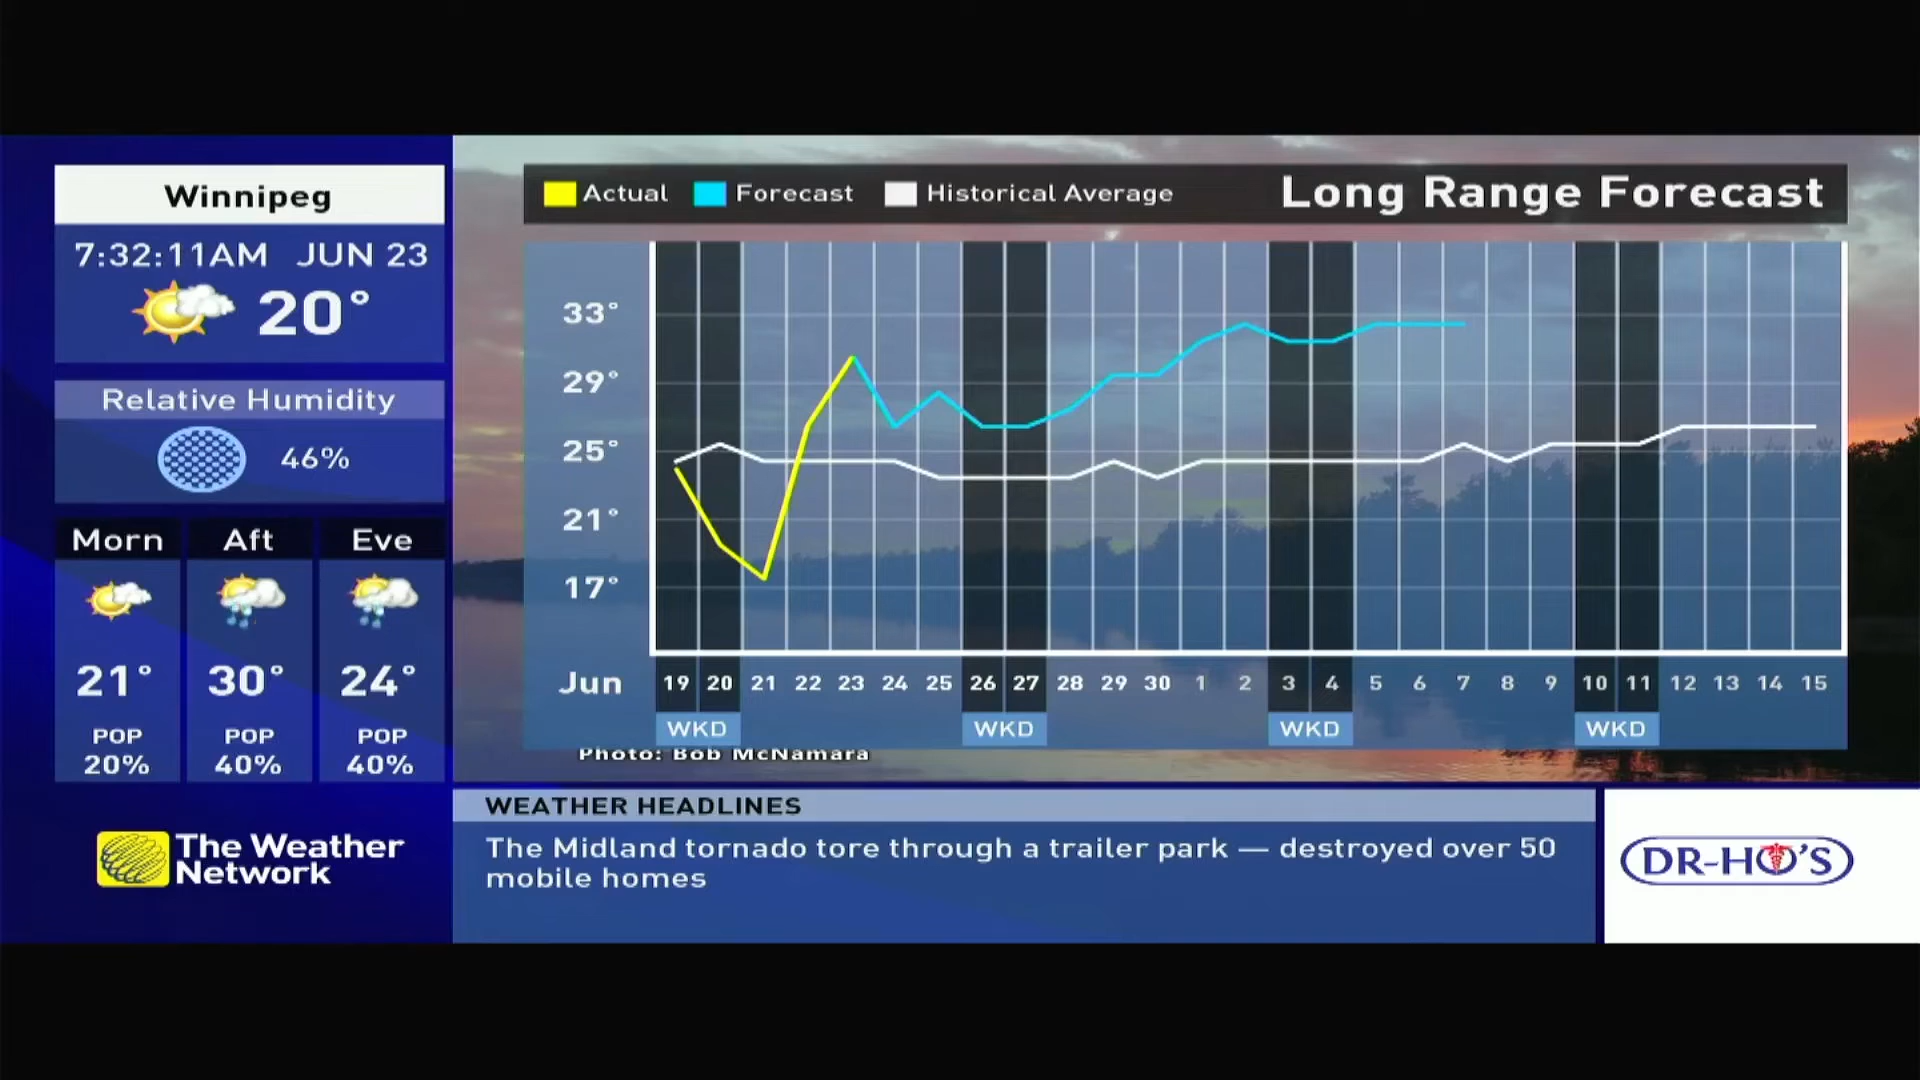 Winnipeg
7:32:11AM JUN 23
20°
Relative Humidity
46%
Morn Aft Eve
21° 30° 24°
POP POP POP
20% 40% 40%
The Weather
Network
Actual Forecast Historical Average Long Range Forecast
33°
29°
25°
21°
17°
Jun 19 20 21 22 23 24 25 26 27 28 29 30 1 2 3 4 5 6 7 8 9 10 11 12 13 14 15
WKD WKD WKD WKD
Photo: Bob McNamara
WEATHER HEADLINES
The Midland tornado tore through a trailer park — destroyed over 50
mobile homes
DR-HO'S